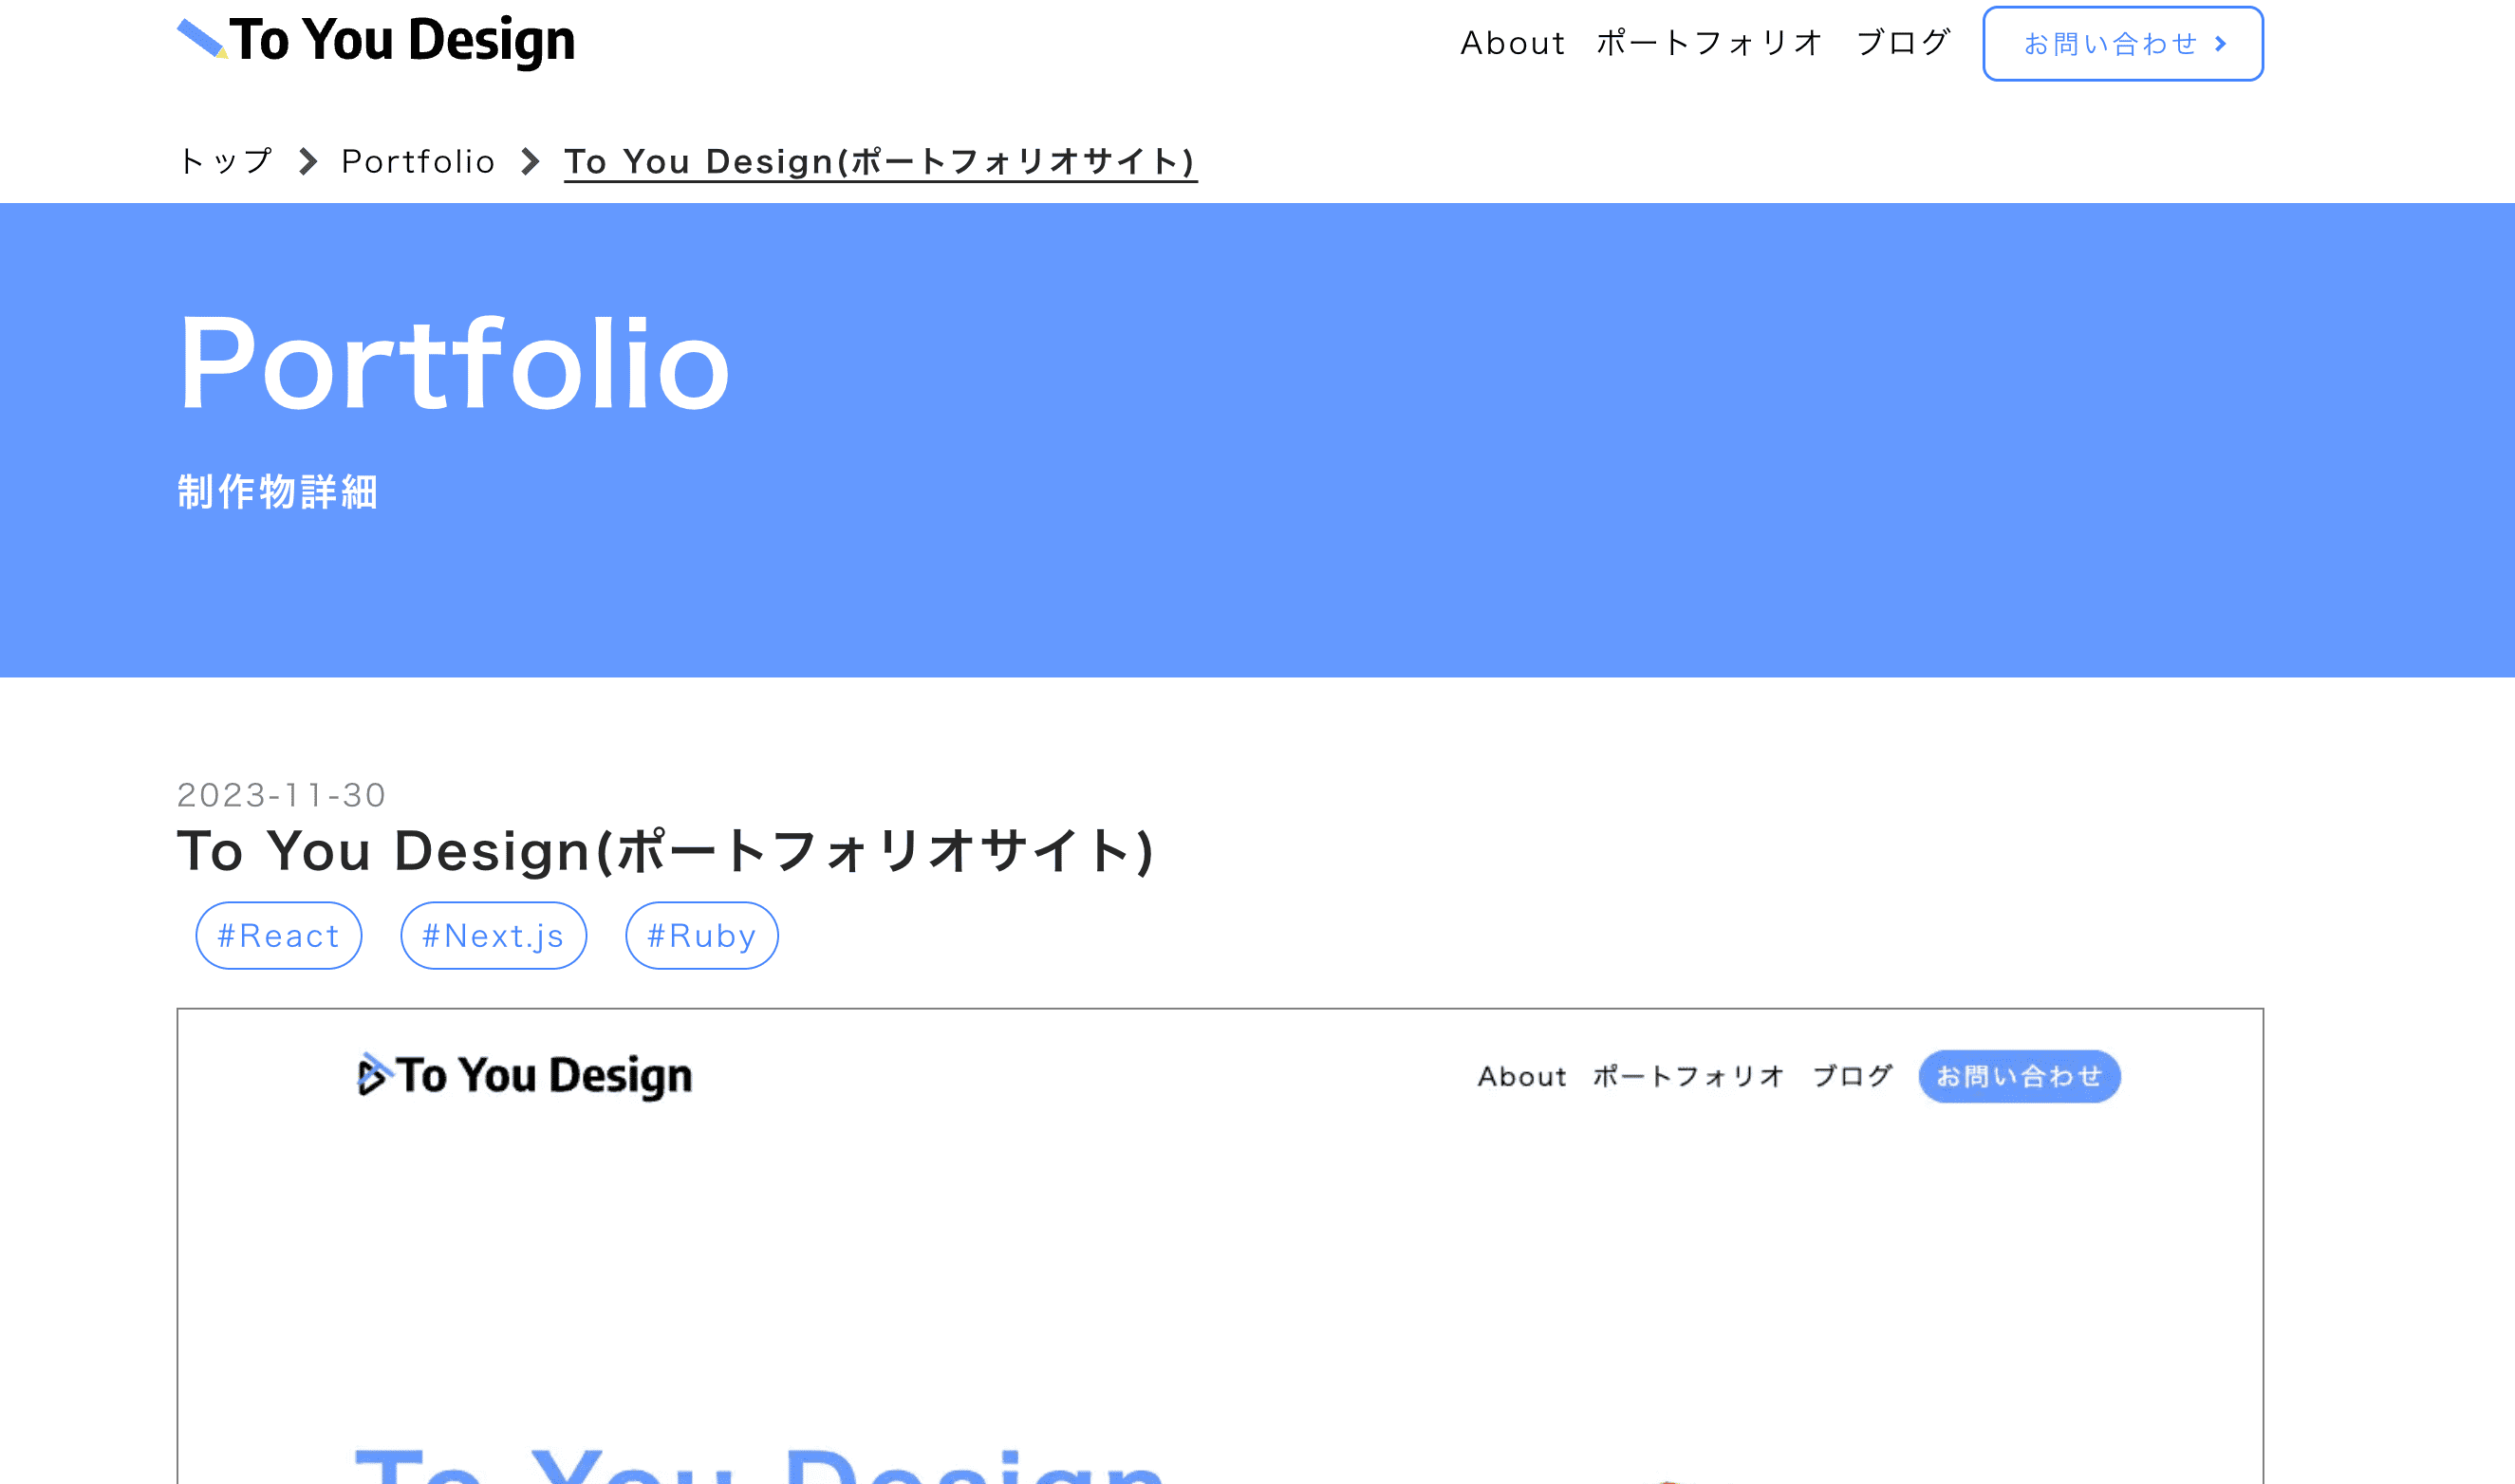 To You Design
About ポートフォリオ ブログ お問い合わせ
トップ Portfolio To You Design(ポートフォリオサイト)
Portfolio
制作物詳細
2023-11-30
To You Design(ポートフォリオサイト)
#React #Next.js #Ruby
To You Design
About ポートフォリオ ブログ お問い合わせ
To You Design